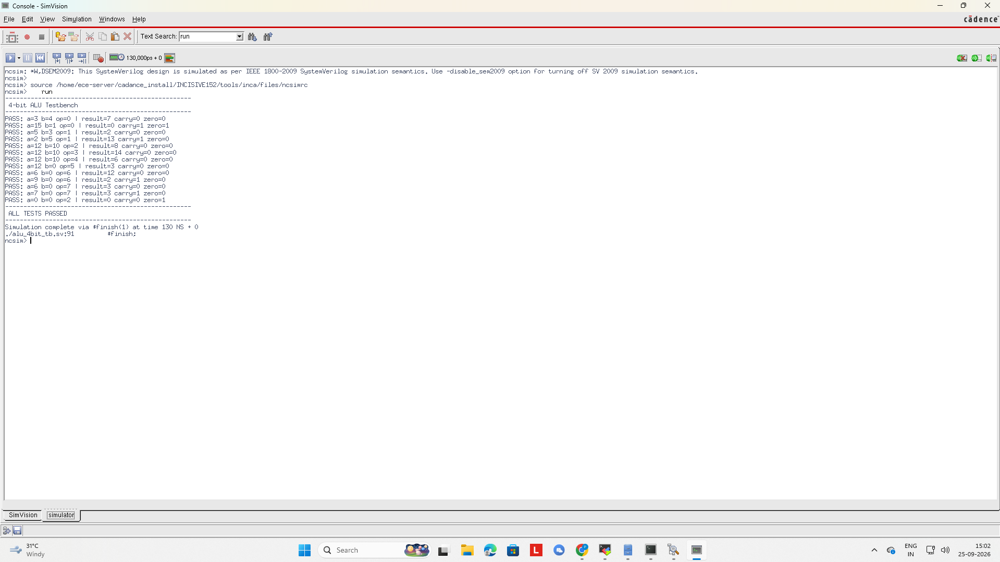 Console - SimVision
File Edit View Simulation Windows Help
cādence
Text Search: run
130,000ps + 0
ncsim: *W,DSEM2009: This SystemVerilog design is simulated as per IEEE 1800-2009 SystemVerilog simulation semantics. Use -disable_sem2009 option for turning off SV 2009 simulation semantics.
ncsim>
ncsim> source /home/ece-server/cadance_install/INCISIVE152/tools/inca/files/ncsimrc
ncsim>    run
---------------------------------------------------
 4-bit ALU Testbench
---------------------------------------------------
PASS: a=3 b=4 op=0 | result=7 carry=0 zero=0
PASS: a=15 b=1 op=0 | result=0 carry=1 zero=1
PASS: a=5 b=3 op=1 | result=2 carry=0 zero=0
PASS: a=2 b=5 op=1 | result=13 carry=1 zero=0
PASS: a=12 b=10 op=2 | result=8 carry=0 zero=0
PASS: a=12 b=10 op=3 | result=14 carry=0 zero=0
PASS: a=12 b=10 op=4 | result=6 carry=0 zero=0
PASS: a=12 b=0 op=5 | result=3 carry=0 zero=0
PASS: a=6 b=0 op=6 | result=12 carry=0 zero=0
PASS: a=9 b=0 op=6 | result=2 carry=1 zero=0
PASS: a=6 b=0 op=7 | result=3 carry=0 zero=0
PASS: a=7 b=0 op=7 | result=3 carry=1 zero=0
PASS: a=0 b=0 op=2 | result=0 carry=0 zero=1
---------------------------------------------------
 ALL TESTS PASSED
---------------------------------------------------
Simulation complete via $finish(1) at time 130 NS + 0
./alu_4bit_tb.sv:91         $finish;
ncsim>
SimVision simulator
31°C
Windy
Search
L
ENG
IN
15:02
25-09-2026